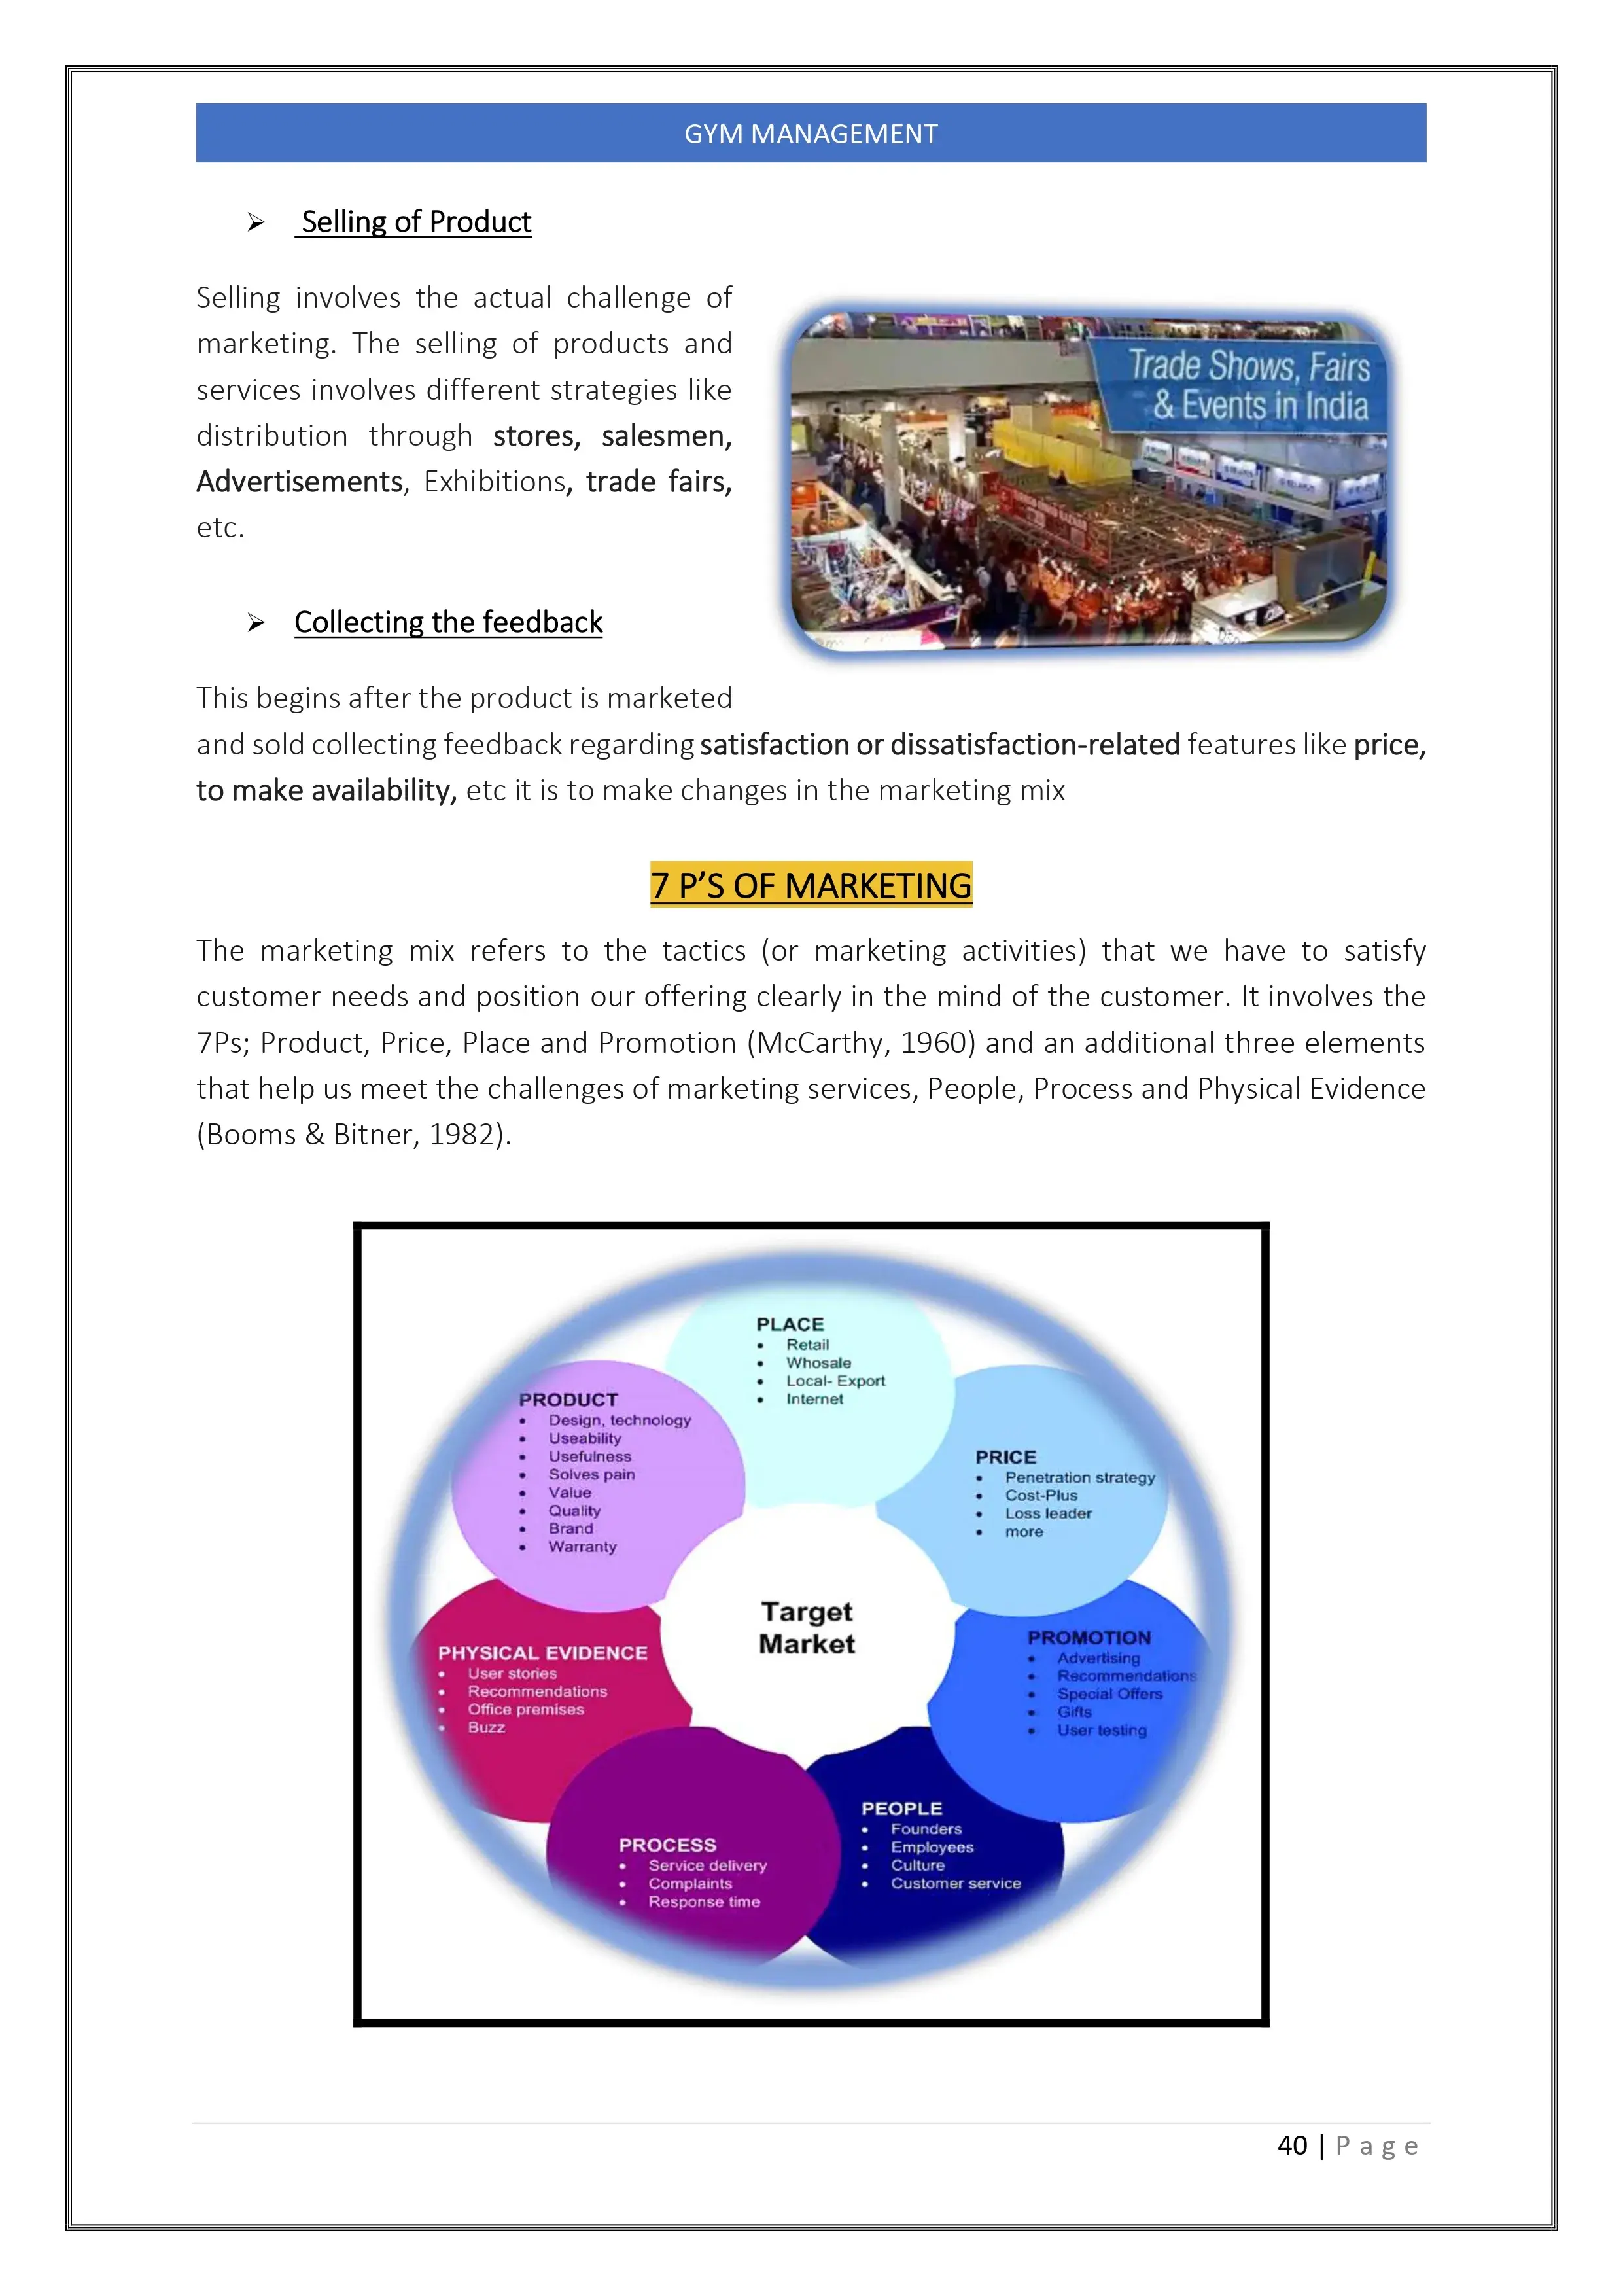 GYM MANAGEMENT
➢ Selling of Product
Selling involves the actual challenge of
marketing. The selling of products and
services involves different strategies like
distribution through stores, salesmen,
Advertisements, Exhibitions, trade fairs,
etc.
Trade Shows, Fairs
& Events in India
➢ Collecting the feedback
This begins after the product is marketed
and sold collecting feedback regarding satisfaction or dissatisfaction-related features like price,
to make availability, etc it is to make changes in the marketing mix
7 P’S OF MARKETING
The marketing mix refers to the tactics (or marketing activities) that we have to satisfy
customer needs and position our offering clearly in the mind of the customer. It involves the
7Ps; Product, Price, Place and Promotion (McCarthy, 1960) and an additional three elements
that help us meet the challenges of marketing services, People, Process and Physical Evidence
(Booms & Bitner, 1982).
PLACE
• Retail
• Whosale
• Local- Export
• Internet
PRODUCT
• Design, technology
• Useability
• Usefulness
• Solves pain
• Value
• Quality
• Brand
• Warranty
PRICE
• Penetration strategy
• Cost-Plus
• Loss leader
• more
Target
Market
PHYSICAL EVIDENCE
• User stories
• Recommendations
• Office premises
• Buzz
PROMOTION
• Advertising
• Recommendations
• Special Offers
• Gifts
• User testing
PROCESS
• Service delivery
• Complaints
• Response time
PEOPLE
• Founders
• Employees
• Culture
• Customer service
40 | P a g e